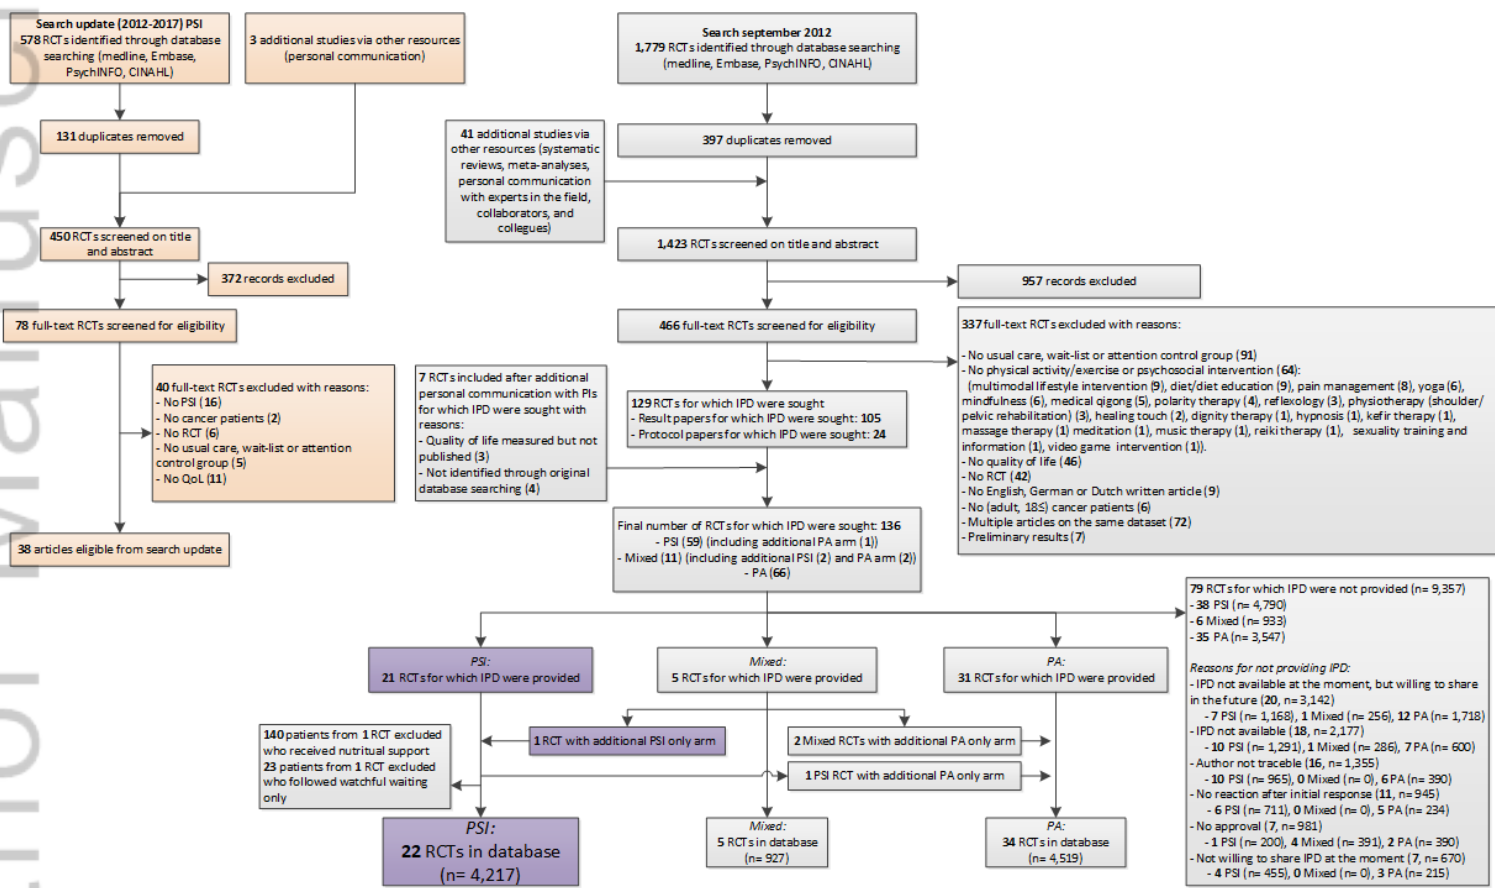 Search update (2012-2017) PSI
578 RCTs identified through database
searching (medline, Embase,
PsychINFO, CINAHL)
3 additional studies via other resources
(personal communication)
131 duplicates removed
450 RCTs screened on title
and abstract
372 records excluded
78 full-text RCTs screened for eligibility
40 full-text RCTs excluded with reasons:
- No PSI (16)
- No cancer patients (2)
- No RCT (6)
- No usual care, wait-list or attention
control group (5)
- No QoL (11)
38 articles eligible from search update
Search september 2012
1,779 RCTs identified through database searching
(medline, Embase, PsychINFO, CINAHL)
397 duplicates removed
41 additional studies via
other resources (systematic
reviews, meta-analyses,
personal communication
with experts in the field,
collaborators, and
collegues)
1,423 RCTs screened on title and abstract
957 records excluded
466 full-text RCTs screened for eligibility
337 full-text RCTs excluded with reasons:
- No usual care, wait-list or attention control group (91)
- No physical activity/exercise or psychosocial intervention (64):
(multimodal lifestyle intervention (9), diet/diet education (9), pain management (8), yoga (6),
mindfulness (6), medical qigong (5), polarity therapy (4), reflexology (3), physiotherapy (shoulder/
pelvic rehabilitation) (3), healing touch (2), dignity therapy (1), hypnosis (1), kefir therapy (1),
massage therapy (1) meditation (1), music therapy (1), reiki therapy (1), sexuality training and
information (1), video game intervention (1)).
- No quality of life (46)
- No RCT (42)
- No English, German or Dutch written article (9)
- No (adult, 18≤) cancer patients (6)
- Multiple articles on the same dataset (72)
- Preliminary results (7)
7 RCTs included after additional
personal communication with PIs
for which IPD were sought with
reasons:
- Quality of life measured but not
published (3)
- Not identified through original
database searching (4)
129 RCTs for which IPD were sought
- Result papers for which IPD were sought: 105
- Protocol papers for which IPD were sought: 24
Final number of RCTs for which IPD were sought: 136
- PSI (59) (including additional PA arm (1))
- Mixed (11) (including additional PSI (2) and PA arm (2))
- PA (66)
79 RCTs for which IPD were not provided (n= 9,357)
- 38 PSI (n= 4,790)
- 6 Mixed (n= 933)
- 35 PA (n= 3,547)
Reasons for not providing IPD:
- IPD not available at the moment, but willing to share
in the future (20, n= 3,142)
- 7 PSI (n= 1,168), 1 Mixed (n= 256), 12 PA (n= 1,718)
- IPD not available (18, n= 2,177)
- 10 PSI (n= 1,291), 1 Mixed (n= 286), 7 PA (n= 600)
- Author not traceble (16, n= 1,355)
- 10 PSI (n= 965), 0 Mixed (n= 0), 6 PA (n= 390)
- No reaction after initial response (11, n= 945)
- 6 PSI (n= 711), 0 Mixed (n= 0), 5 PA (n= 234)
- No approval (7, n= 981)
- 1 PSI (n= 200), 4 Mixed (n= 391), 2 PA (n= 390)
- Not willing to share IPD at the moment (7, n= 670)
- 4 PSI (n= 455), 0 Mixed (n= 0), 3 PA (n= 215)
PSI:
21 RCTs for which IPD were provided
Mixed:
5 RCTs for which IPD were provided
PA:
31 RCTs for which IPD were provided
140 patients from 1 RCT excluded
who received nutritual support
23 patients from 1 RCT excluded
who followed watchful waiting
only
1 RCT with additional PSI only arm
2 Mixed RCTs with additional PA only arm
1 PSI RCT with additional PA only arm
PSI:
22 RCTs in database
(n= 4,217)
Mixed:
5 RCTs in database
(n= 927)
PA:
34 RCTs in database
(n= 4,519)